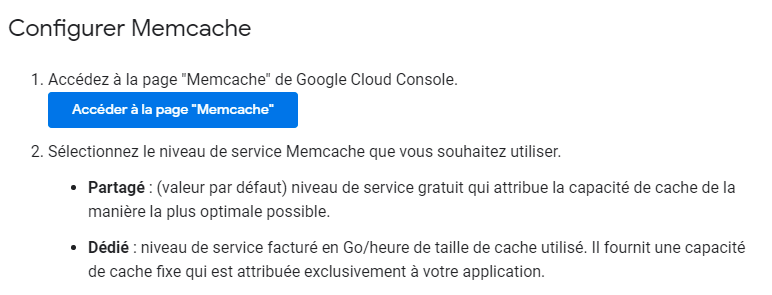 Configurer Memcache
1. Accédez à la page "Memcache" de Google Cloud Console.
Accéder à la page "Memcache"
2. Sélectionnez le niveau de service Memcache que vous souhaitez utiliser.
• Partagé : (valeur par défaut) niveau de service gratuit qui attribue la capacité de cache de la
manière la plus optimale possible.
• Dédié : niveau de service facturé en Go/heure de taille de cache utilisé. Il fournit une capacité
de cache fixe qui est attribuée exclusivement à votre application.